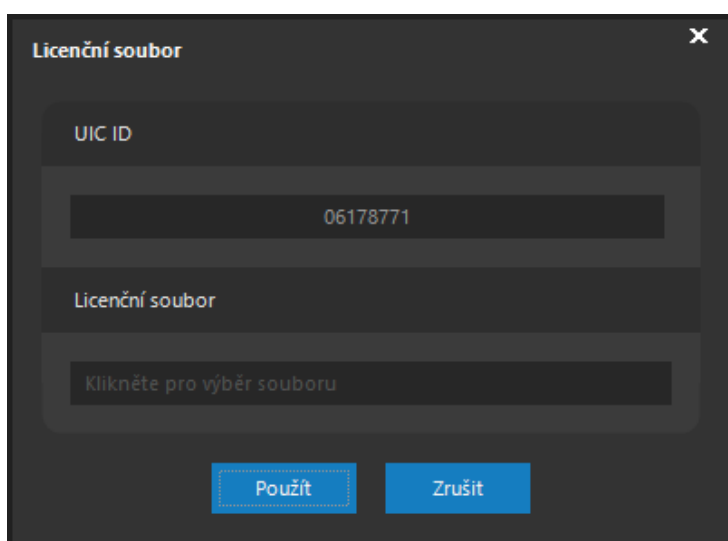 Licenční soubor
UIC ID
06178771
Licenční soubor
Klikněte pro výběr souboru
Použít
Zrušit